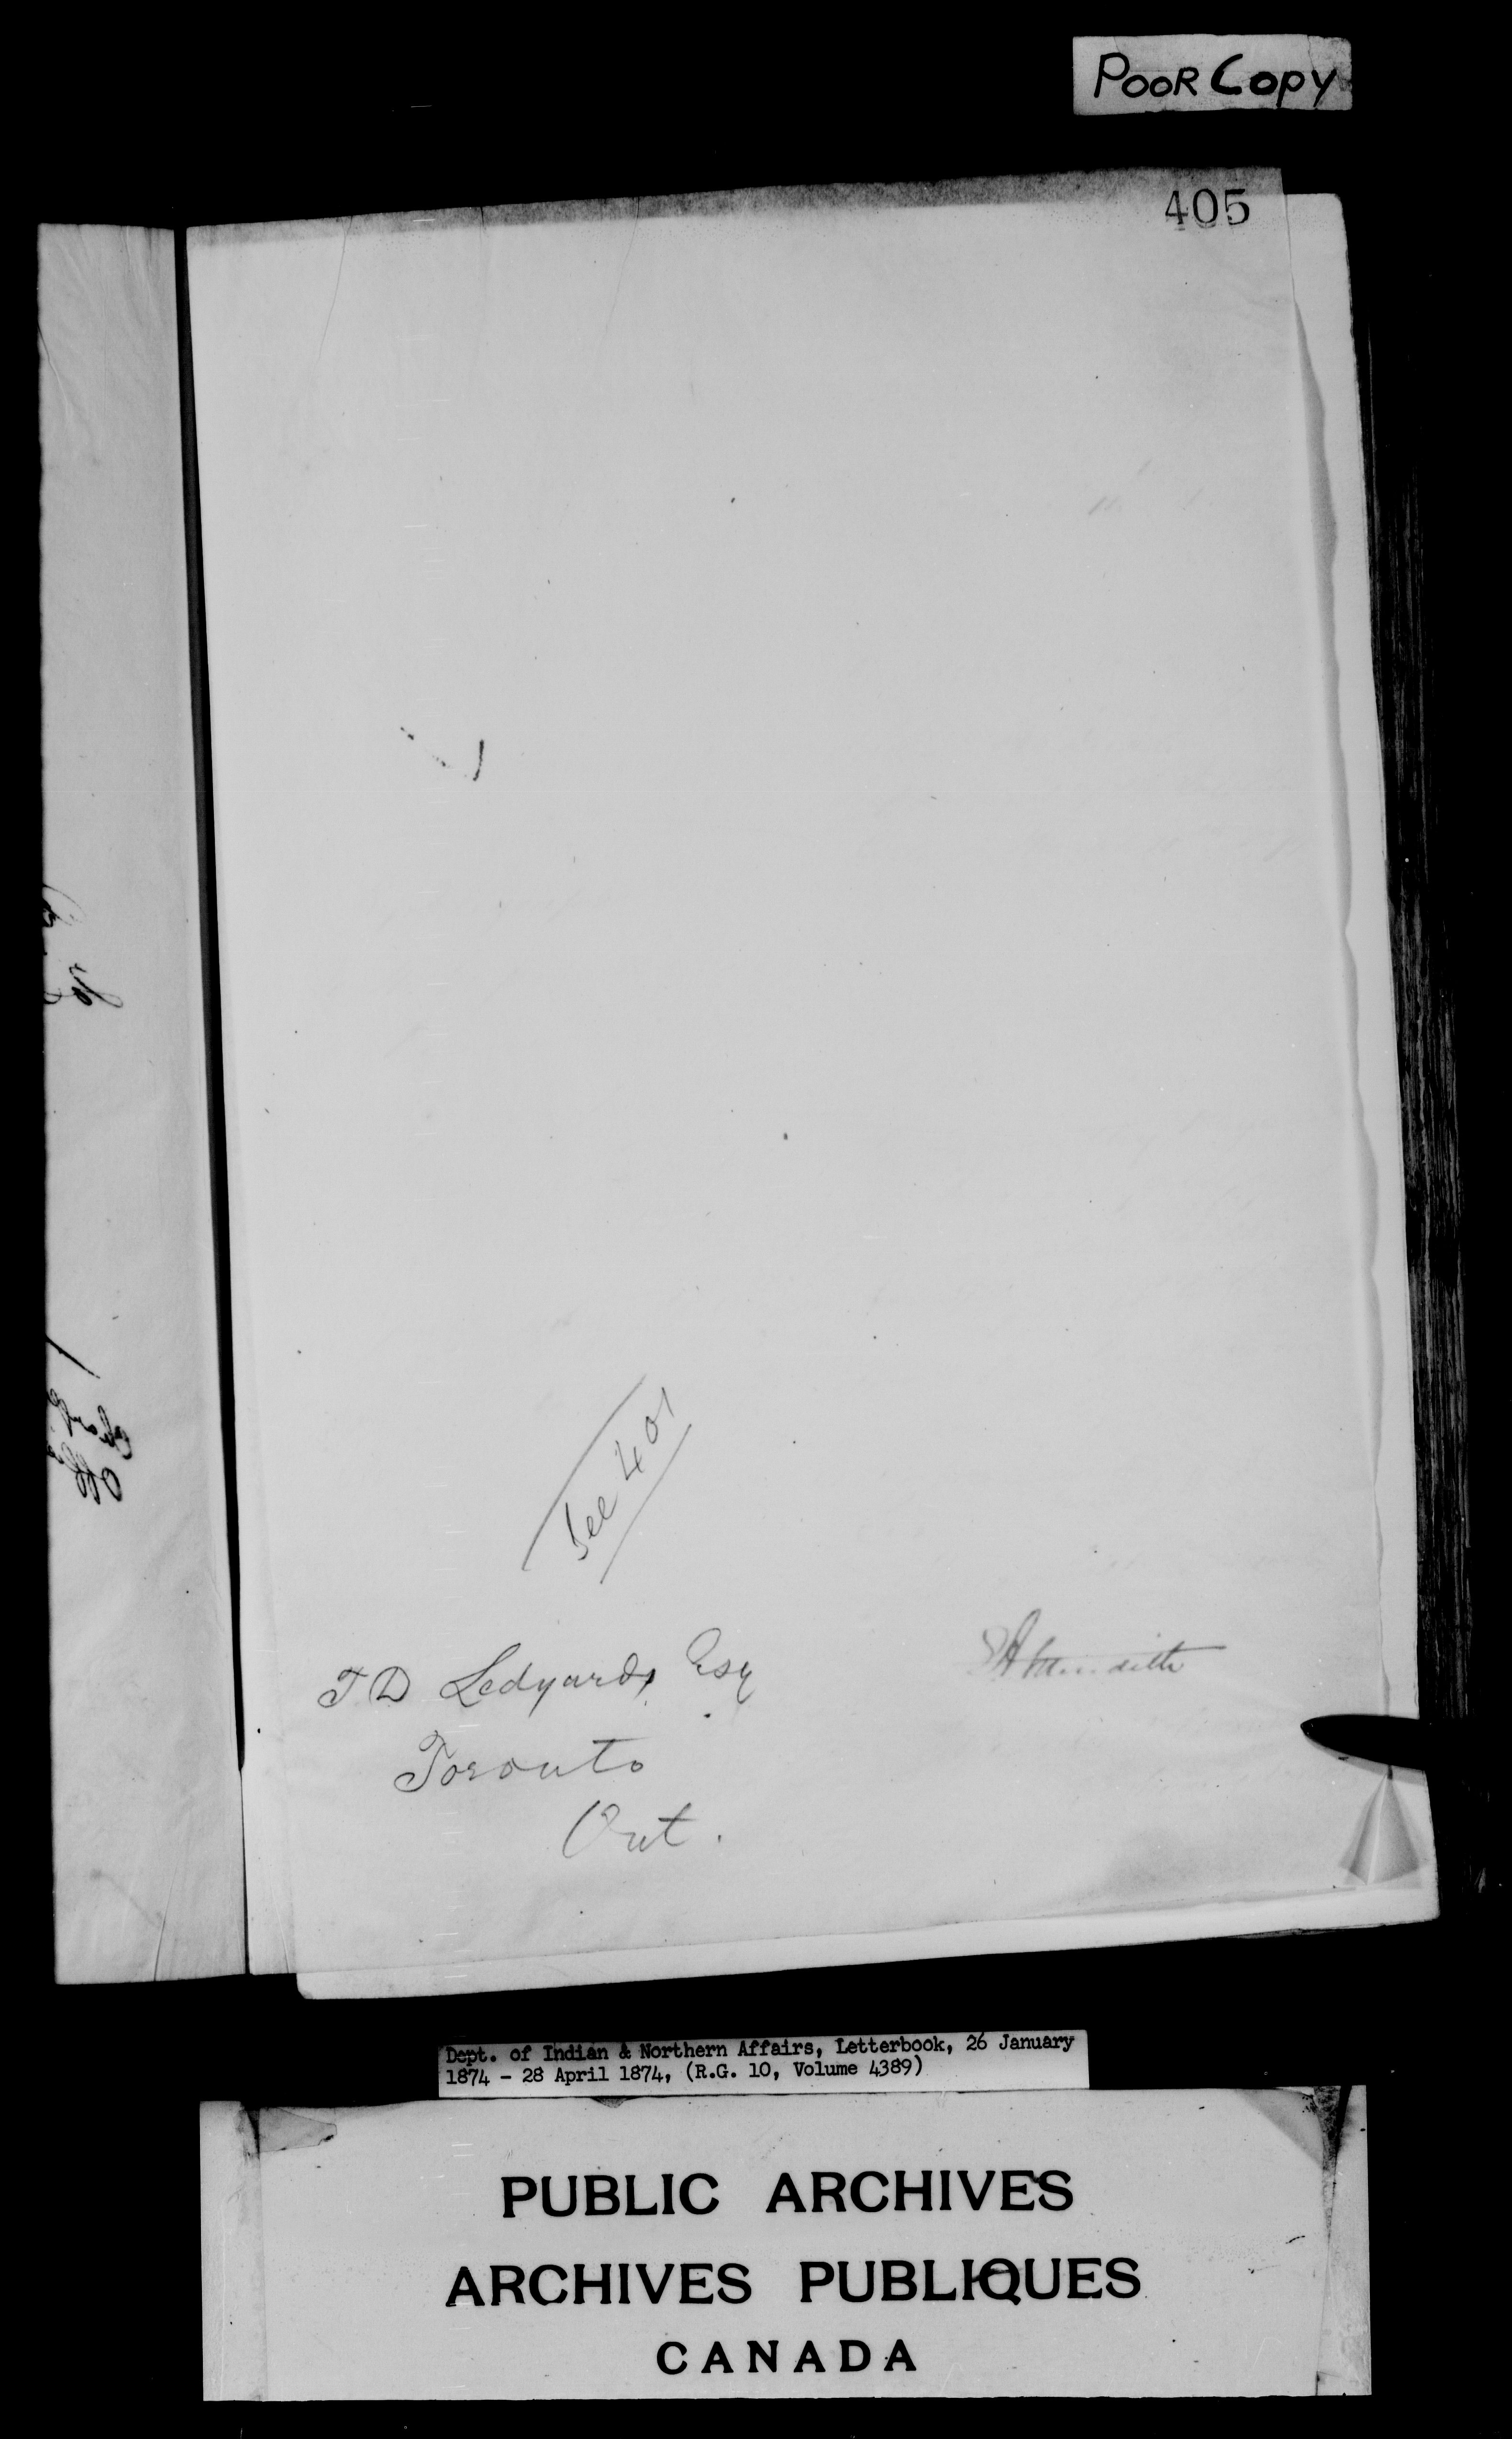 POOR COPY
405
See 401
T D Ledyard, Esq
Toronto
Ont.
Dept. of Indian & Northern Affairs, Letterbook, 26 January
1874 - 28 April 1874, (R.G. 10, Volume 4389)
PUBLIC ARCHIVES
ARCHIVES PUBLIQUES
CANADA